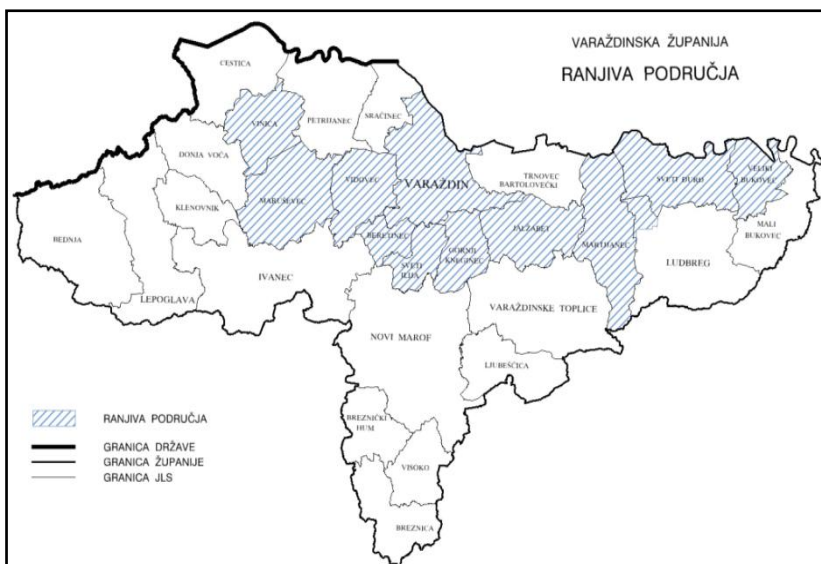 VARAŽDINSKA ŽUPANIJA
RANJIVA PODRUČJA
CESTICA
VINICA
PETRIJANEC
SRAČINEC
DONJA VOĆA
KLENOVNIK
MARUŠEVEC
VIDOVEC
VARAŽDIN
TRNOVEC
BARTOLOVEČKI
SVETI ĐURĐ
VELIKI
BUKOVEC
MALI
BUKOVEC
BEDNJA
LEPOGLAVA
IVANEC
BERETINEC
SVETI
ILIJA
GORNJI
KNEGINEC
JALŽABET
MARTIJANEC
LUDBREG
VARAŽDINSKE TOPLICE
NOVI MAROF
LJUBEŠĆICA
BREZNIČKI
HUM
VISOKO
BREZNICA
RANJIVA PODRUČJA
GRANICA DRŽAVE
GRANICA ŽUPANIJE
GRANICA JLS